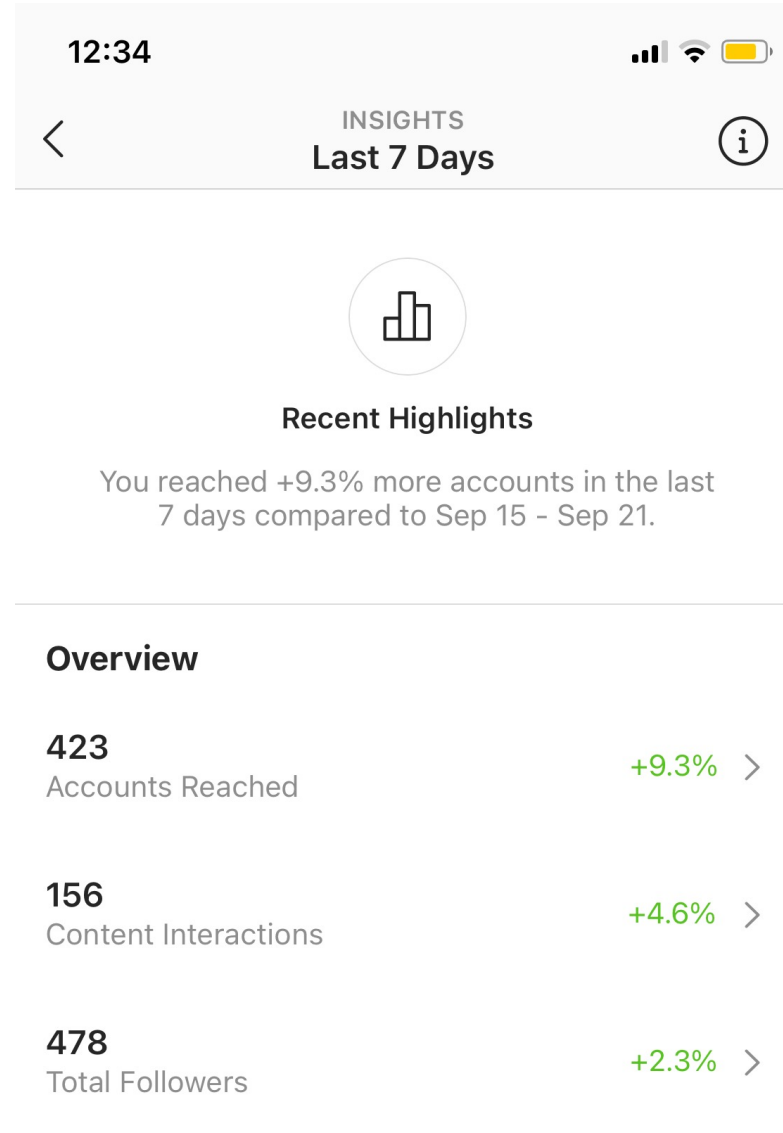 12:34
INSIGHTS
Last 7 Days
Recent Highlights
You reached +9.3% more accounts in the last
7 days compared to Sep 15 - Sep 21.
Overview
423
Accounts Reached
+9.3%
156
Content Interactions
+4.6%
478
Total Followers
+2.3%